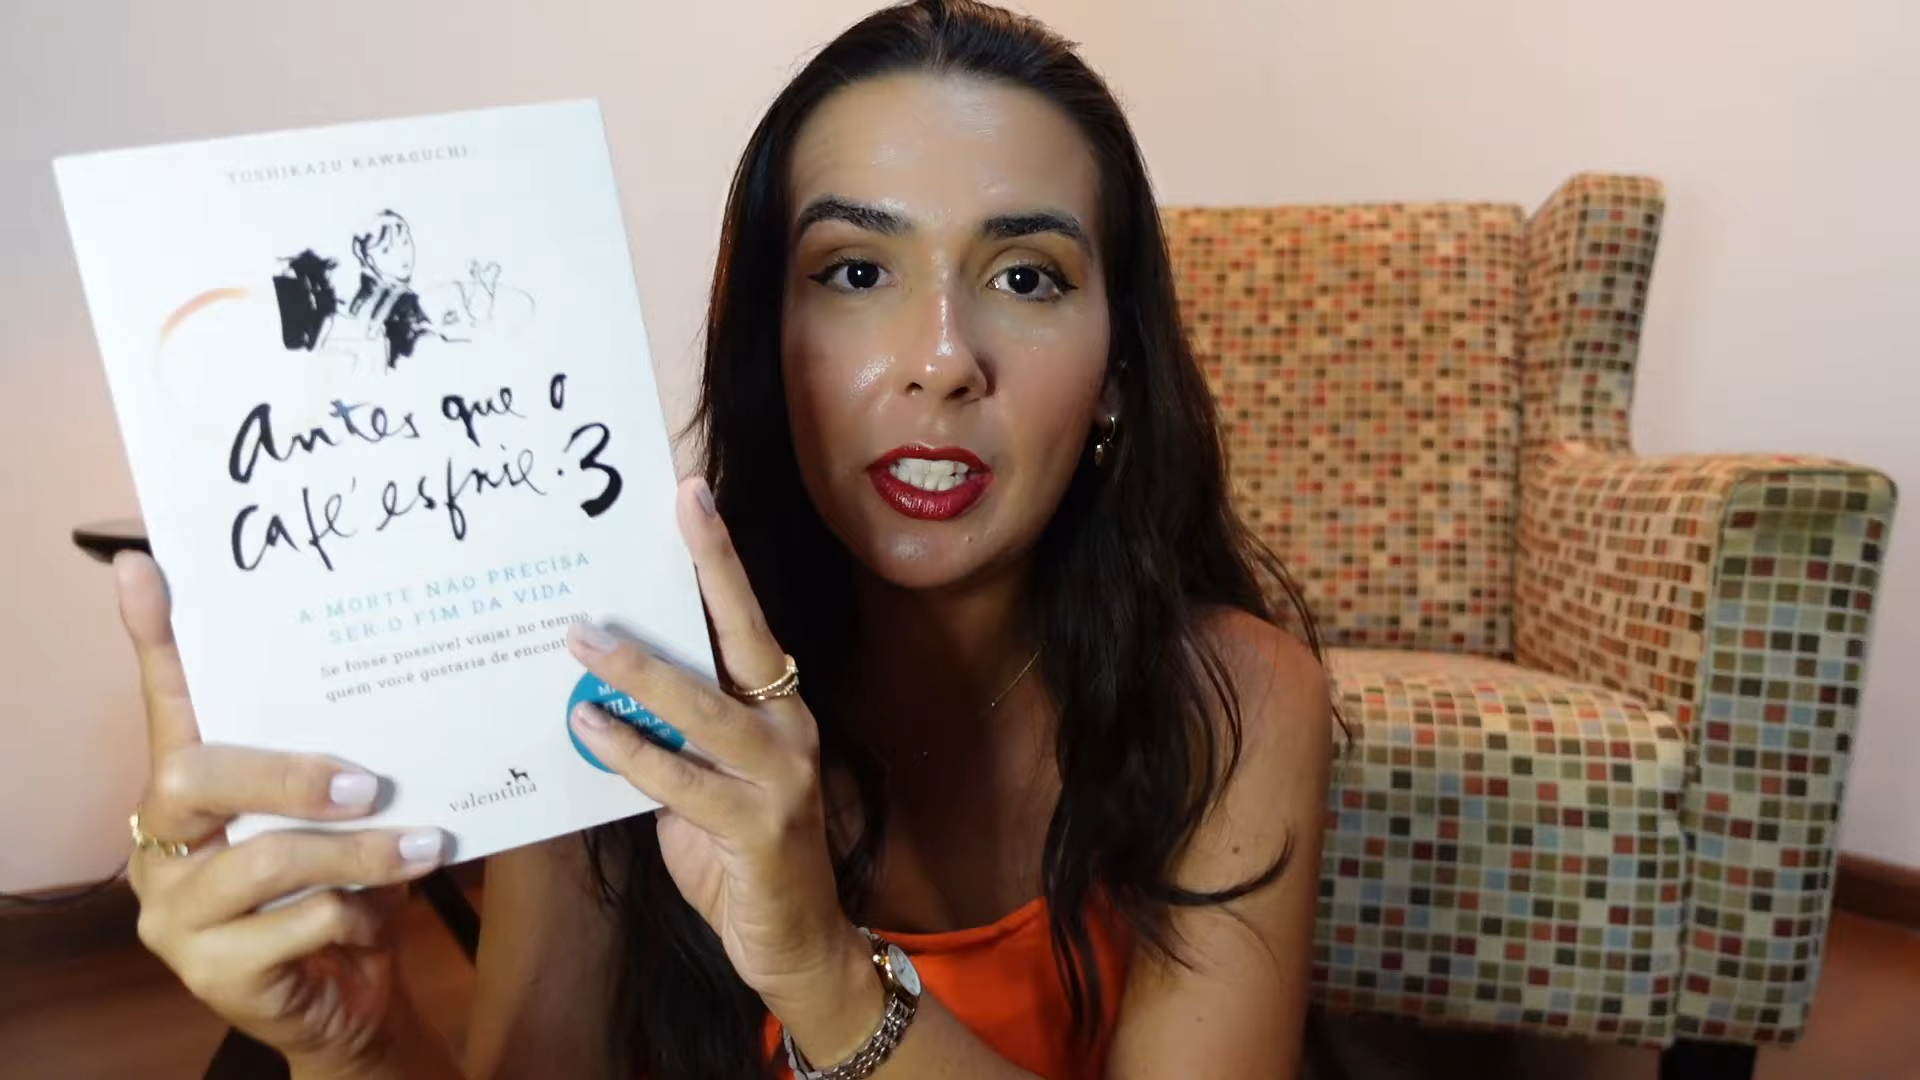 TOSHIKAZU KAWAGUCHI
antes que o
café esfrie.3
A MORTE NÃO PRECISA
SER O FIM DA VIDA
Se fosse possível viajar no tempo,
quem você gostaria de
valentina